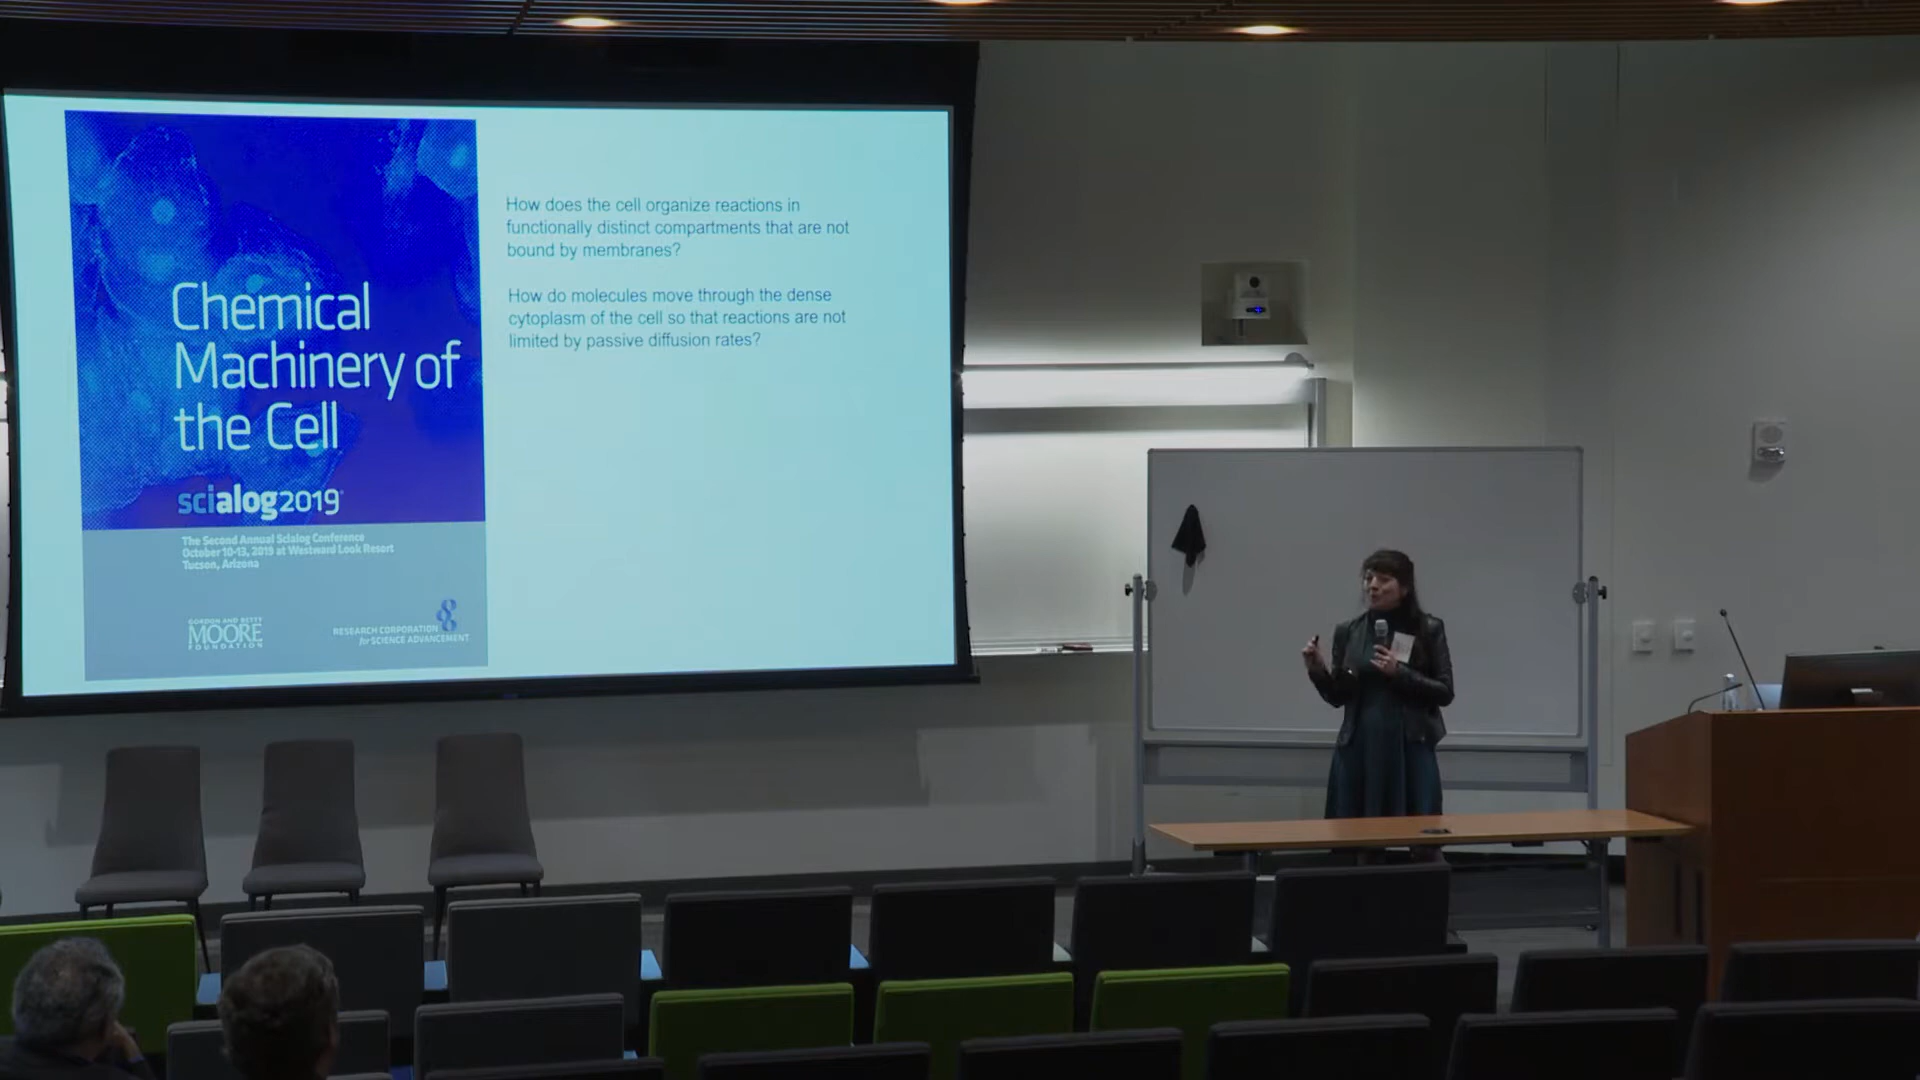 Chemical
Machinery of
the Cell
scialog2019
The Second Annual Scialog Conference
October 10-13, 2019 at Westward Look Resort
Tucson, Arizona
GORDON AND BETTY
MOORE
FOUNDATION
RESEARCH CORPORATION
for SCIENCE ADVANCEMENT
How does the cell organize reactions in
functionally distinct compartments that are not
bound by membranes?
How do molecules move through the dense
cytoplasm of the cell so that reactions are not
limited by passive diffusion rates?